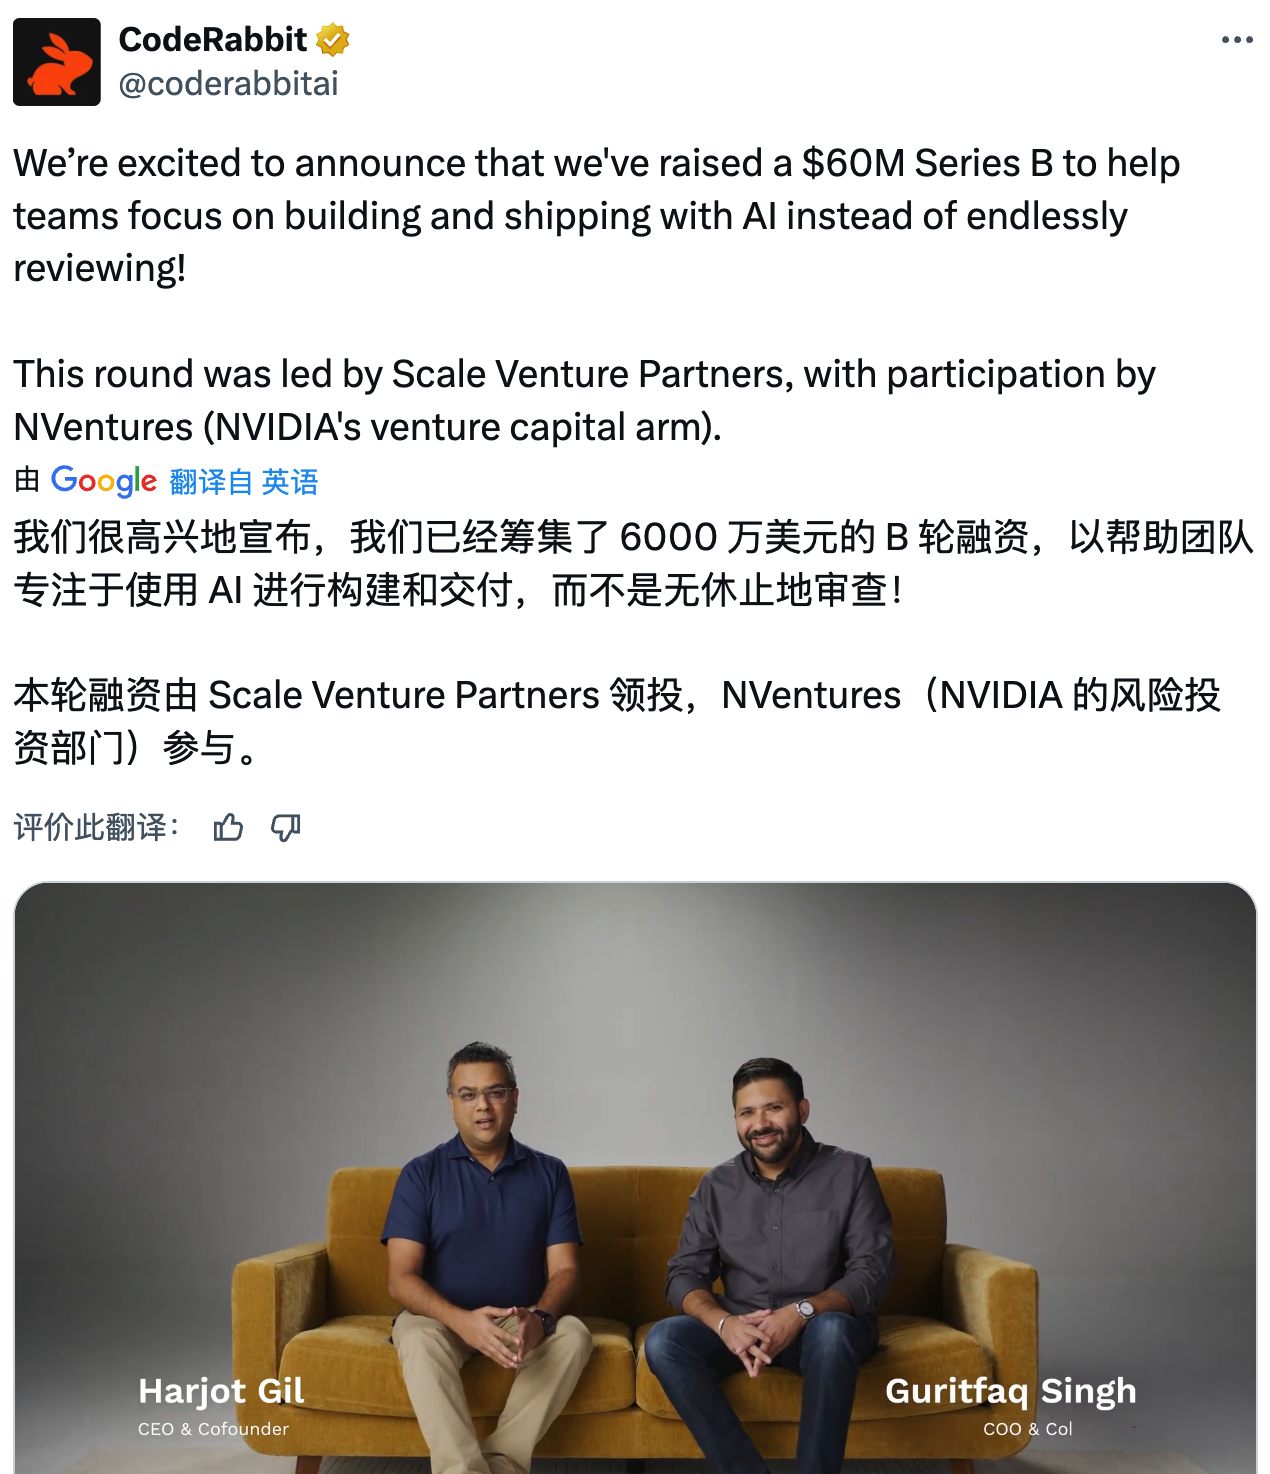 CodeRabbit
@coderabbitai
We’re excited to announce that we've raised a $60M Series B to help
teams focus on building and shipping with AI instead of endlessly
reviewing!
This round was led by Scale Venture Partners, with participation by
NVentures (NVIDIA's venture capital arm).
由 Google 翻译自 英语
我们很高兴地宣布，我们已经筹集了 6000 万美元的 B 轮融资，以帮助团队
专注于使用 AI 进行构建和交付，而不是无休止地审查！
本轮融资由 Scale Venture Partners 领投，NVentures（NVIDIA 的风险投
资部门）参与。
评价此翻译：
Harjot Gil
CEO & Cofounder
Guritfaq Singh
COO & Col